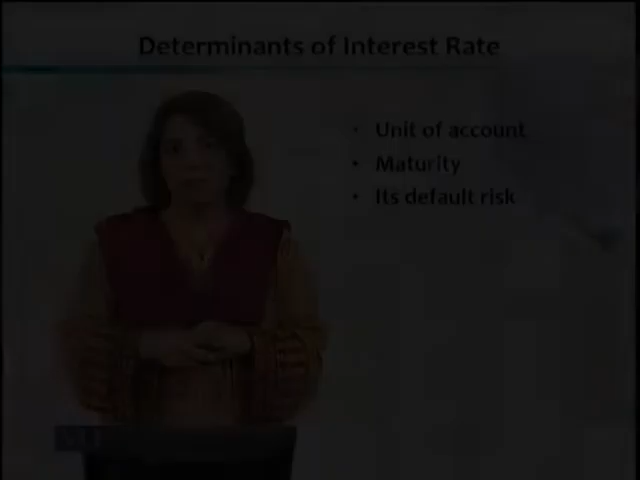 Determinants of Interest Rate
• Unit of account
• Maturity
• Its default risk